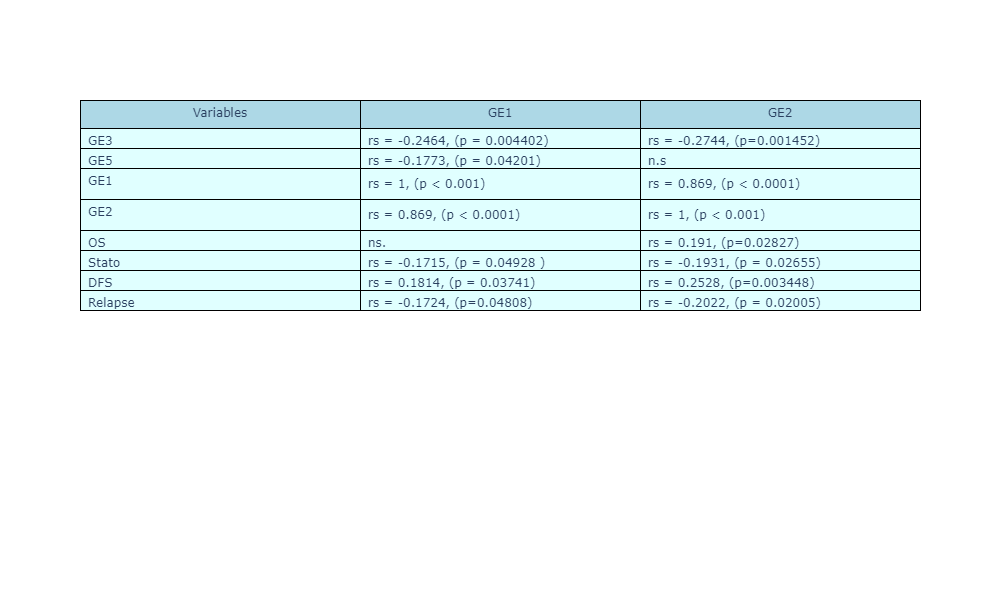 Variables GE1 GE2
GE3 rs = -0.2464, (p = 0.004402) rs = -0.2744, (p=0.001452)
GE5 rs = -0.1773, (p = 0.04201) n.s
GE1 rs = 1, (p < 0.001) rs = 0.869, (p < 0.0001)
GE2 rs = 0.869, (p < 0.0001) rs = 1, (p < 0.001)
OS ns. rs = 0.191, (p=0.02827)
Stato rs = -0.1715, (p = 0.04928 ) rs = -0.1931, (p = 0.02655)
DFS rs = 0.1814, (p = 0.03741) rs = 0.2528, (p=0.003448)
Relapse rs = -0.1724, (p=0.04808) rs = -0.2022, (p = 0.02005)